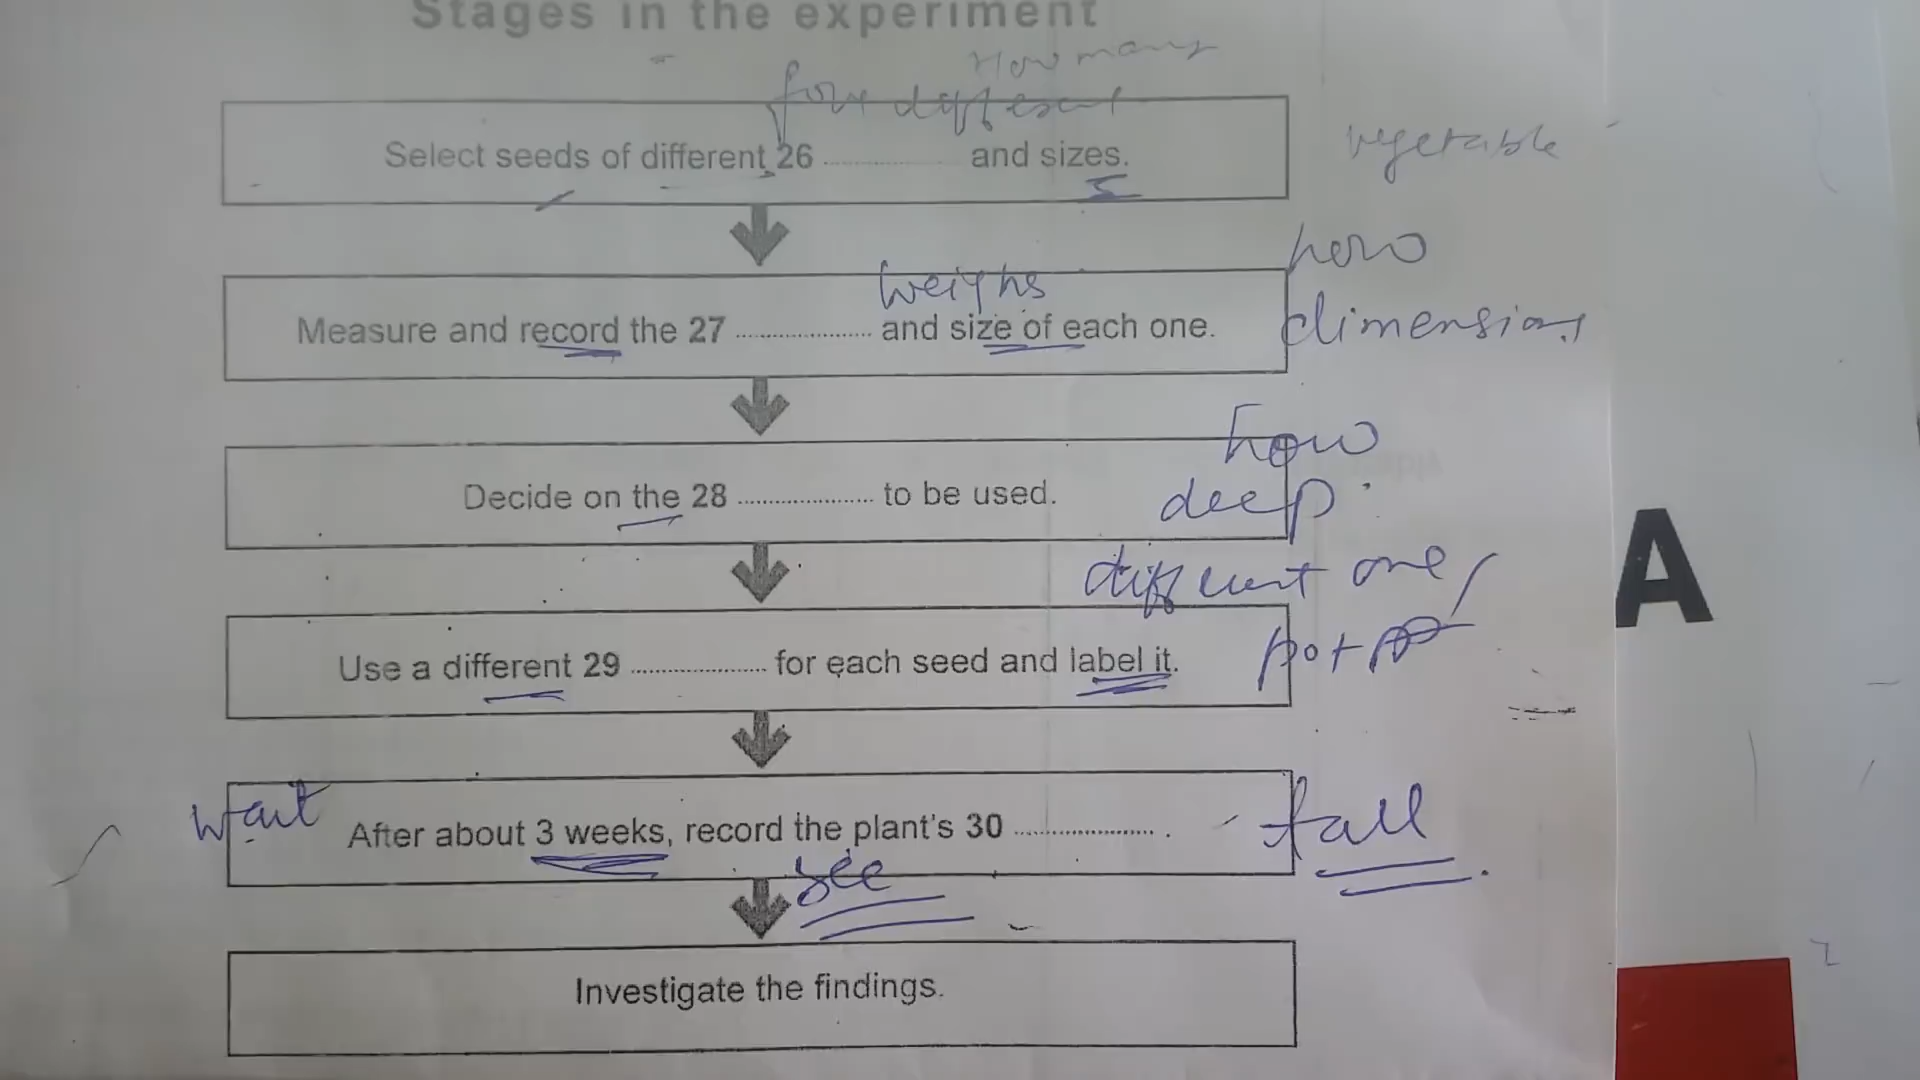 Stages in the experiment
How many
four different
Select seeds of different 26 .................. and sizes.
vegetable
S
how
weighs
Measure and record the 27 .................. and size of each one.
dimensions
how
Decide on the 28 .................. to be used.
deep
different one
Use a different 29 .................. for each seed and label it.
pot
wait
After about 3 weeks, record the plant's 30 .................. .
tall
see
Investigate the findings.
A